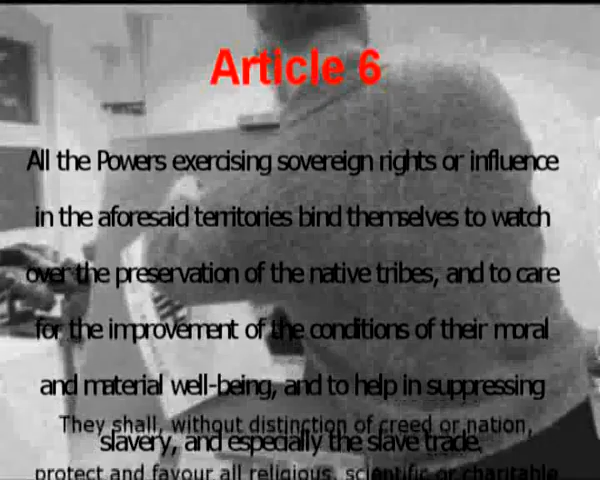 Article 6
All the Powers exercising sovereign rights or influence
in the aforesaid territories bind themselves to watch
over the preservation of the native tribes, and to care
for the improvement of the conditions of their moral
and material well-being, and to help in suppressing
They shall, without distinction of creed or nation,
slavery, and especially the slave trade.
protect and favour all religious, scientific or charitable